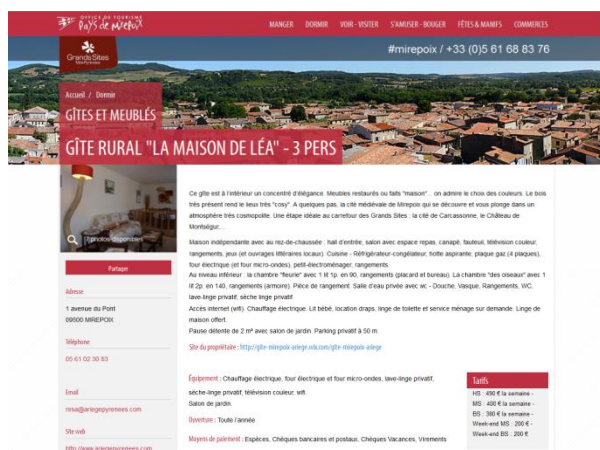 OFFICE DE TOURISME
Pays de Mirepoix
MANGER DORMIR VOIR - VISITER S'AMUSER - BOUGER FÊTES & MANIFS COMMERCES
Grands Sites
Midi-Pyrénées
#mirepoix / +33 (0)5 61 68 83 76
Accueil / Dormir
GÎTES ET MEUBLÉS
GÎTE RURAL "LA MAISON DE LÉA" - 3 PERS
7 photos disponibles
Partager
Adresse
1 avenue du Pont
09500 MIREPOIX
Téléphone
05 61 02 30 83
Email
resa@ariegepyrenees.com
Site web
http://www.ariegepyrenees.com
Ce gîte est à l'intérieur un concentré d'élégance. Meubles restaurés ou faits "maison"... on admire le choix des couleurs. Le bois
très présent rend le lieux très "cosy". A quelques pas, la cité médiévale de Mirepoix qui se découvre et vous plonge dans un
atmosphère très cosmopolite. Une étape idéale au carrefour des Grands Sites : la cité de Carcassonne, le Château de
Montségur,...
Maison indépendante avec au rez-de-chaussée : hall d'entrée, salon avec espace repas, canapé, fauteuil, télévision couleur,
rangements, jeux (et ouvrages littéraires locaux). Cuisine - Réfrigérateur-congélateur, hotte aspirante, plaque gaz (4 plaques),
four électrique (et four micro-ondes), petit-électroménager, rangements.
Au niveau inférieur : la chambre "fleurie" avec 1 lit 1p. en 90, rangements (placard et bureau). La chambre "des oiseaux" avec 1
lit 2p. en 140, rangements (armoire). Pièce de rangement. Salle d'eau privée avec wc - Douche, Vasque, Rangements, WC,
lave-linge privatif, sèche linge privatif.
Accès internet (wifi). Chauffage électrique. Lit bébé, location draps, linge de toilette et service ménage sur demande. Linge de
maison offert.
Pause détente de 2 m² avec salon de jardin. Parking privatif à 50 m.
Site du propriétaire : http://gite-mirepoix-ariege.wix.com/gite-mirepoix-ariege
Équipement : Chauffage électrique, four électrique et four micro-ondes, lave-linge privatif,
sèche-linge privatif, télévision couleur, wifi.
Salon de jardin.
Ouverture : Toute l'année
Moyens de paiement : Espèces, Chèques bancaires et postaux, Chèques Vacances, Virements
Tarifs
HS : 490 € la semaine -
MS : 400 € la semaine -
BS : 380 € la semaine -
Week-end MS : 200 € -
Week-end BS : 200 €